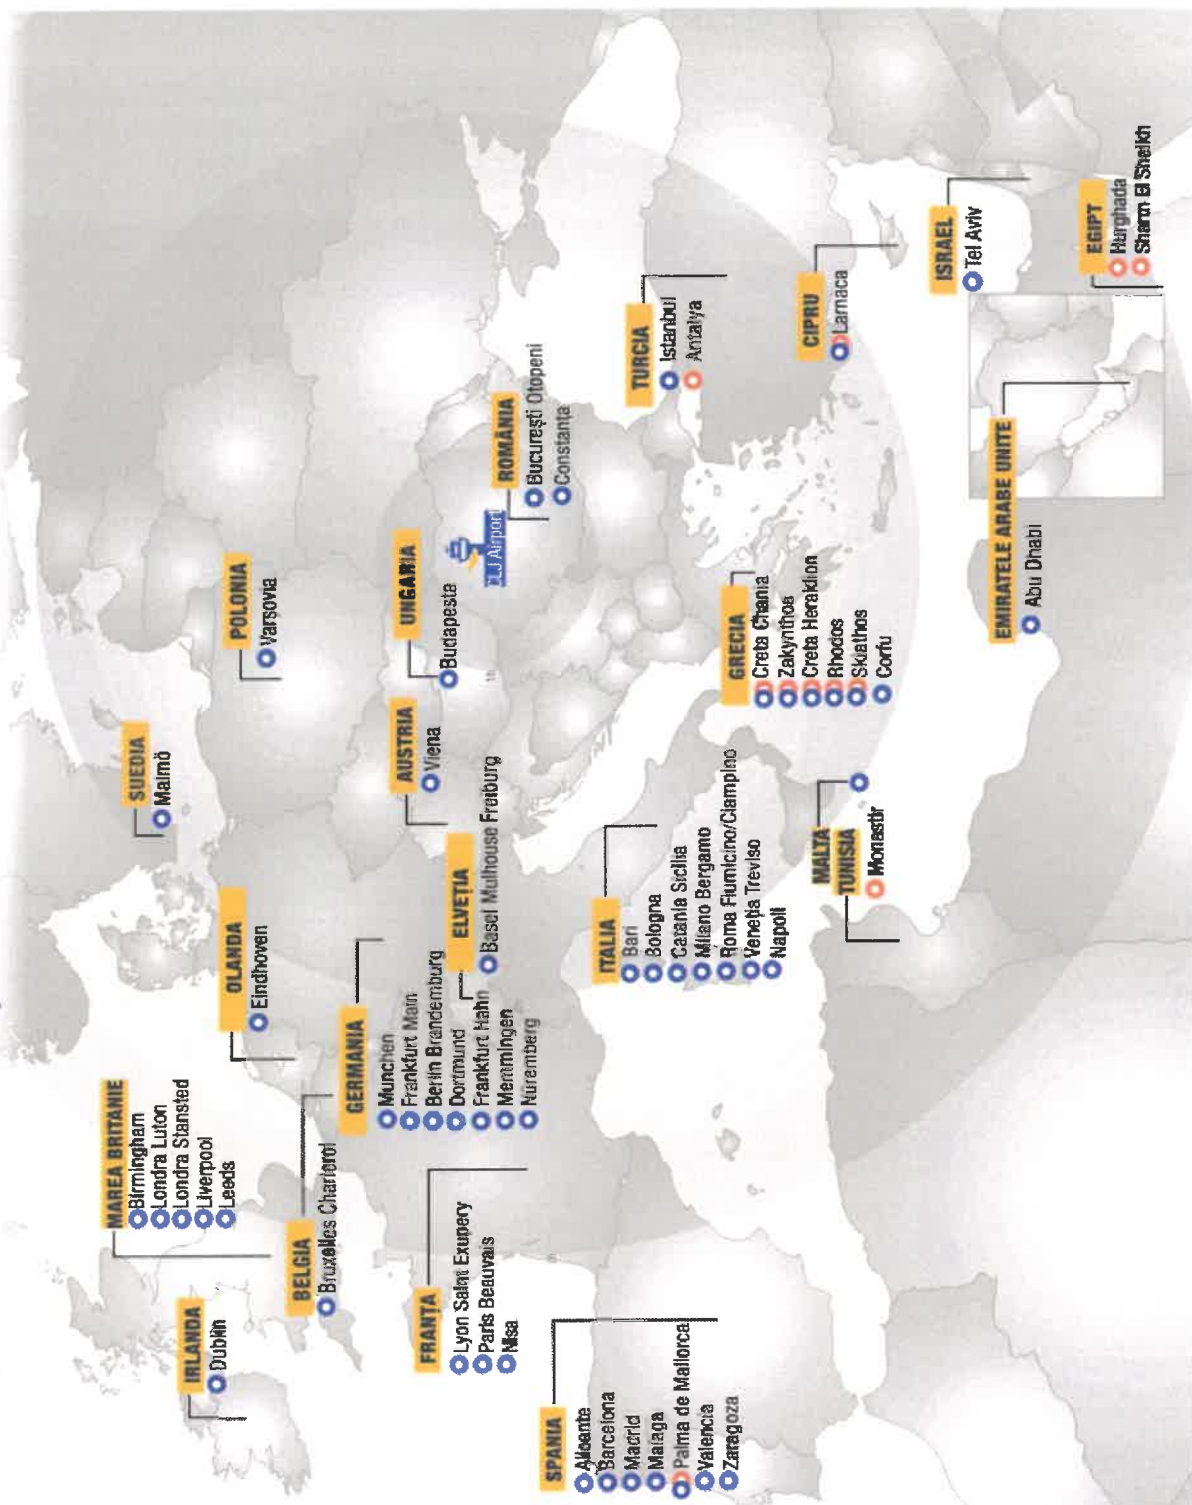 MAREA BRITANIE
Birmingham
Londra Luton
Londra Stansted
Liverpool
Leeds
IRLANDA
Dublin
BELGIA
Bruxelles Charleroi
OLANDA
Eindhoven
SUEDIA
Malmö
POLONIA
Varsovia
GERMANIA
Munchen
Frankfurt Main
Berlin Brandemburg
Dortmund
Frankfurt Hahn
Memmingen
Nuremberg
FRANȚA
Lyon Saint Exupery
Paris Beauvais
Nisa
ELVEȚIA
Basel Mulhouse Freiburg
AUSTRIA
Viena
UNGARIA
Budapesta
CLJ Airport
ROMÂNIA
București Otopeni
Constanța
SPANIA
Alicante
Barcelona
Madrid
Malaga
Palma de Mallorca
Valencia
Zaragoza
ITALIA
Bari
Bologna
Catania Sicilia
Milano Bergamo
Roma Fiumicino/Ciampino
Veneția Treviso
Napoli
GRECIA
Creta Chania
Zakynthos
Creta Heraklion
Rhodos
Skiathos
Corfu
TURCIA
Istanbul
Antalya
MALTA
TUNISIA
Monastir
CIPRU
Larnaca
ISRAEL
Tel Aviv
EMIRATELE ARABE UNITE
Abu Dhabi
EGIPT
Hurghada
Sharm El Sheikh